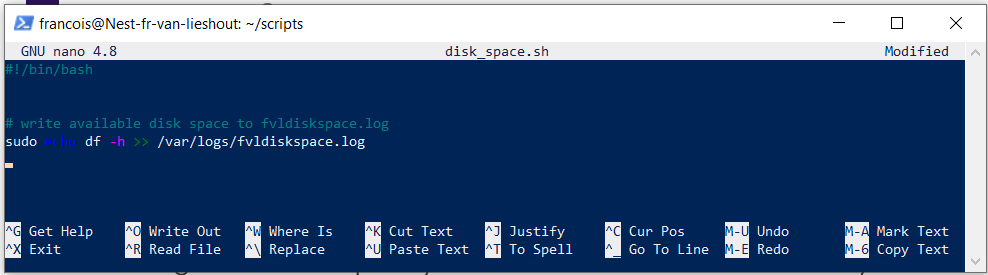 francois@Nest-fr-van-lieshout: ~/scripts
GNU nano 4.8 disk_space.sh Modified
#!/bin/bash
# write available disk space to fvldiskspace.log
sudo echo df -h >> /var/logs/fvldiskspace.log
^G Get Help ^O Write Out ^W Where Is ^K Cut Text ^J Justify ^C Cur Pos M-U Undo M-A Mark Text
^X Exit ^R Read File ^\ Replace ^U Paste Text ^T To Spell ^_ Go To Line M-E Redo M-6 Copy Text